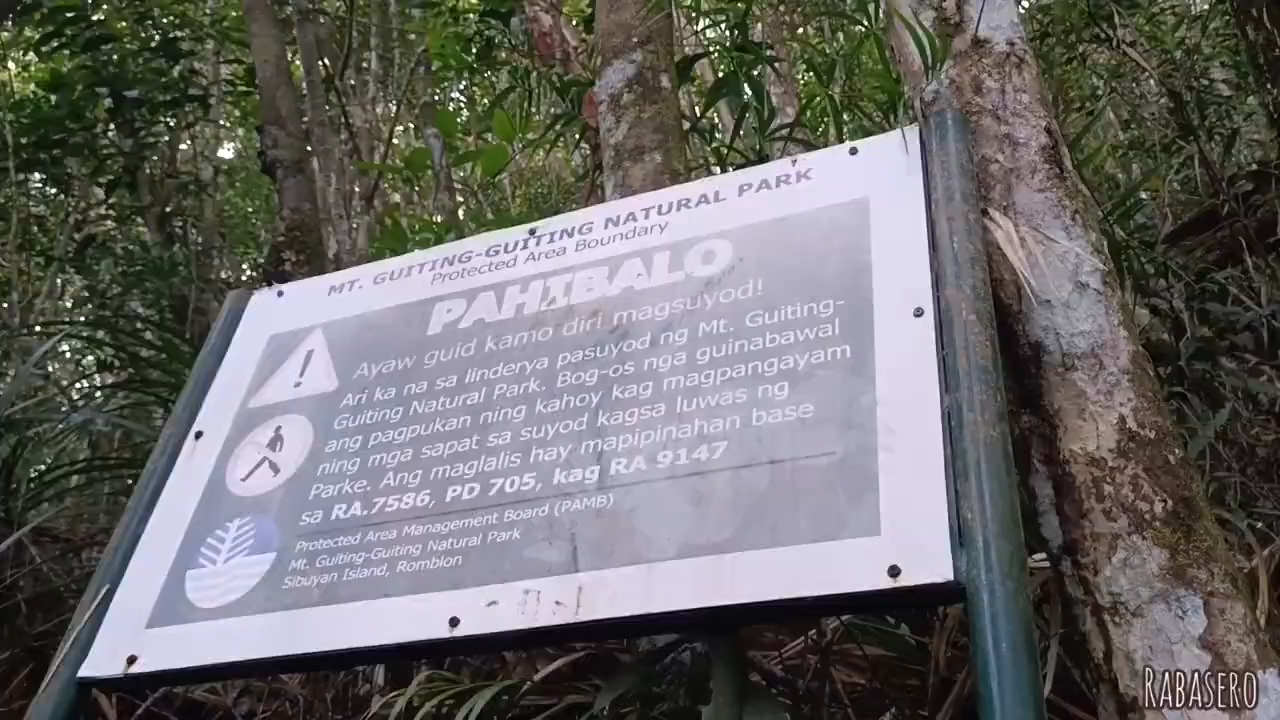 MT. GUITING-GUITING NATURAL PARK
Protected Area Boundary
PAHIBALO
Ayaw guid kamo diri magsuyod!
Ari ka na sa linderya pasuyod ng Mt. Guiting-
Guiting Natural Park. Bog-os nga guinabawal
ang pagpukan ning kahoy kag magpangayam
ning mga sapat sa suyod kagsa luwas ng
Parke. Ang maglalis hay mapipinahan base
sa RA.7586, PD 705, kag RA 9147
Protected Area Management Board (PAMB)
Mt. Guiting-Guiting Natural Park
Sibuyan Island, Romblon
RABASERO